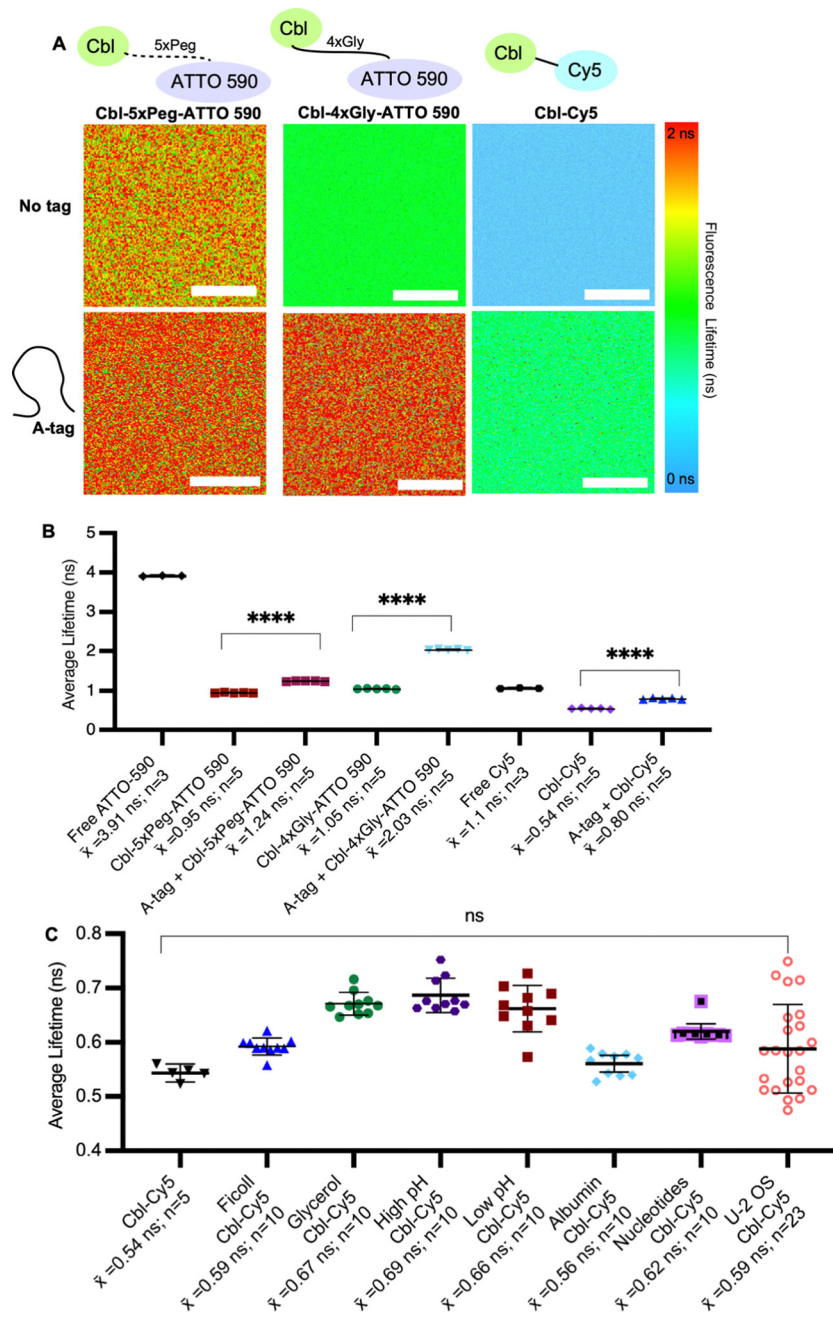 A
Cbl
5xPeg
ATTO 590
Cbl
4xGly
ATTO 590
Cbl
Cy5
Cbl-5xPeg-ATTO 590
Cbl-4xGly-ATTO 590
Cbl-Cy5
No tag
A-tag
2 ns
0 ns
Fluorescence Lifetime (ns)
B
Average Lifetime (ns)
5
4
3
2
1
0
****
****
****
Free ATTO-590
x̄ =3.91 ns; n=3
Cbl-5xPeg-ATTO 590
x̄ =0.95 ns; n=5
A-tag + Cbl-5xPeg-ATTO 590
x̄ =1.24 ns; n=5
Cbl-4xGly-ATTO 590
x̄ =1.05 ns; n=5
A-tag + Cbl-4xGly-ATTO 590
x̄ =2.03 ns; n=5
Free Cy5
x̄ =1.1 ns; n=3
Cbl-Cy5
x̄ =0.54 ns; n=5
A-tag + Cbl-Cy5
x̄ =0.80 ns; n=5
C
Average Lifetime (ns)
0.8
0.7
0.6
0.5
0.4
ns
Cbl-Cy5
x̄ =0.54 ns; n=5
Ficoll
Cbl-Cy5
x̄ =0.59 ns; n=10
Glycerol
Cbl-Cy5
x̄ =0.67 ns; n=10
High pH
Cbl-Cy5
x̄ =0.69 ns; n=10
Low pH
Cbl-Cy5
x̄ =0.66 ns; n=10
Albumin
Cbl-Cy5
x̄ =0.56 ns; n=10
Nucleotides
Cbl-Cy5
x̄ =0.62 ns; n=10
U-2 OS
Cbl-Cy5
x̄ =0.59 ns; n=23